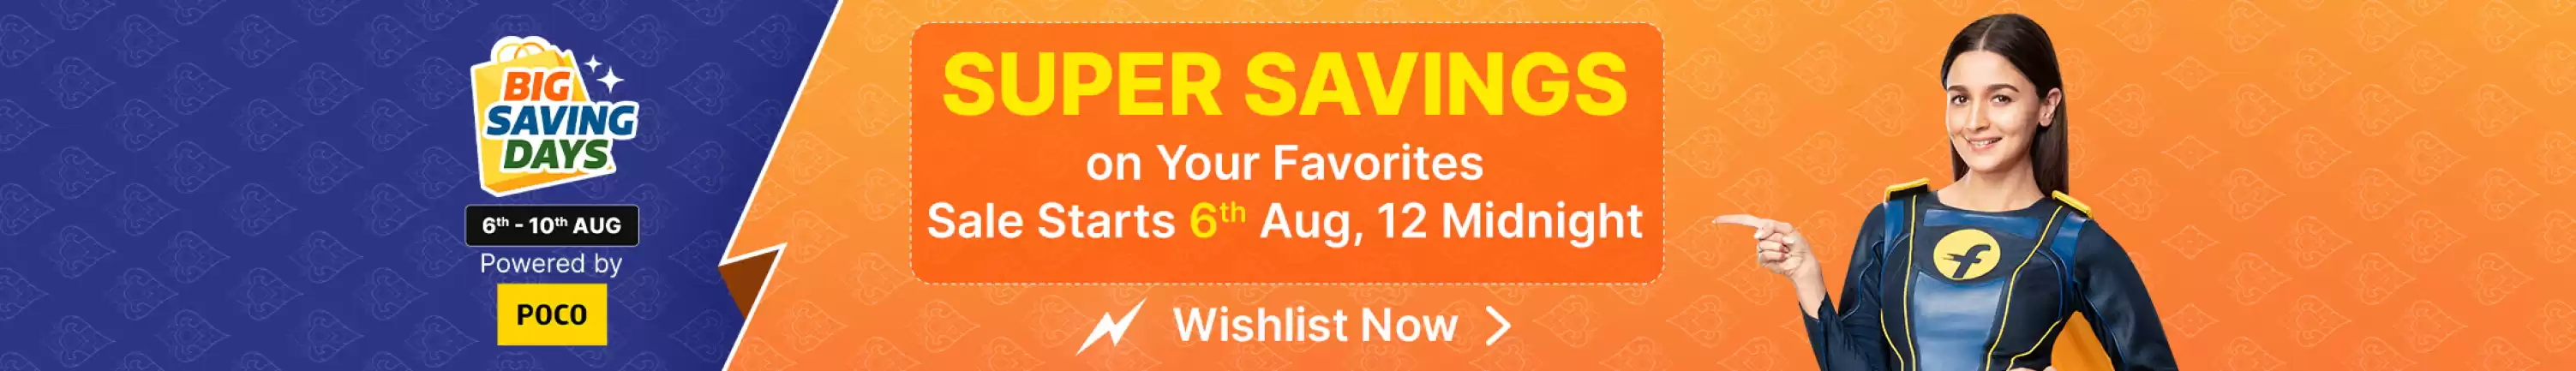 BIG
SAVING
DAYS
6th - 10th AUG
Powered by
POCO
SUPER SAVINGS
on Your Favorites
Sale Starts 6th Aug, 12 Midnight
Wishlist Now
f